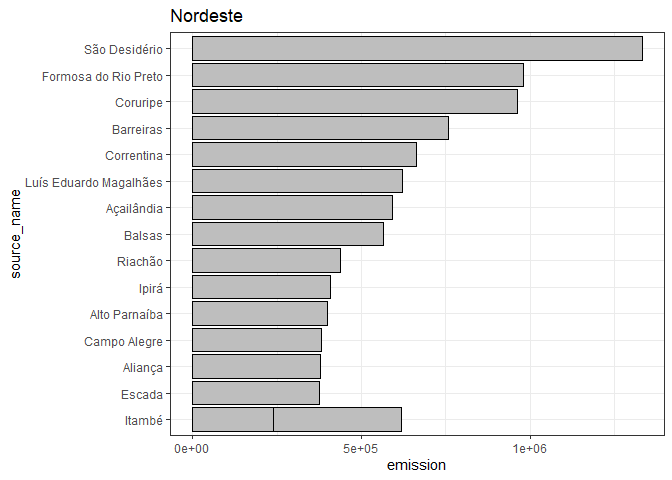 Nordeste
São Desidério
Formosa do Rio Preto
Coruripe
Barreiras
Correntina
Luís Eduardo Magalhães
Açailândia
Balsas
Riachão
Ipirá
Alto Parnaíba
Campo Alegre
Aliança
Escada
Itambé
source_name
0e+00 5e+05 1e+06
emission